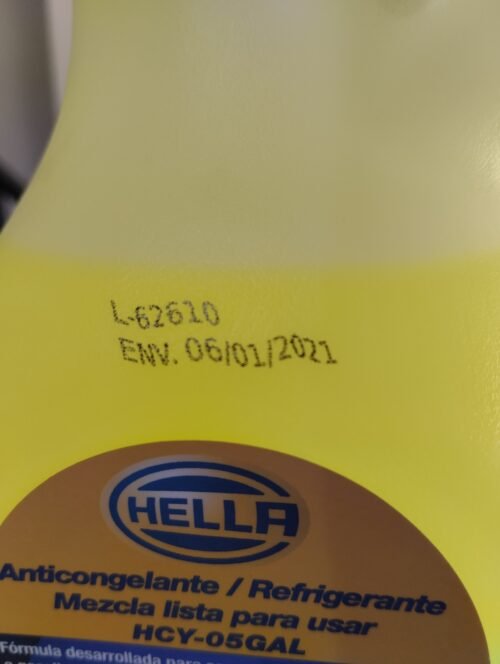 L-62610
ENV. 06/01/2021
HELLA
Anticongelante / Refrigerante
Mezcla lista para usar
HCY-05GAL
Fórmula desarrollada para